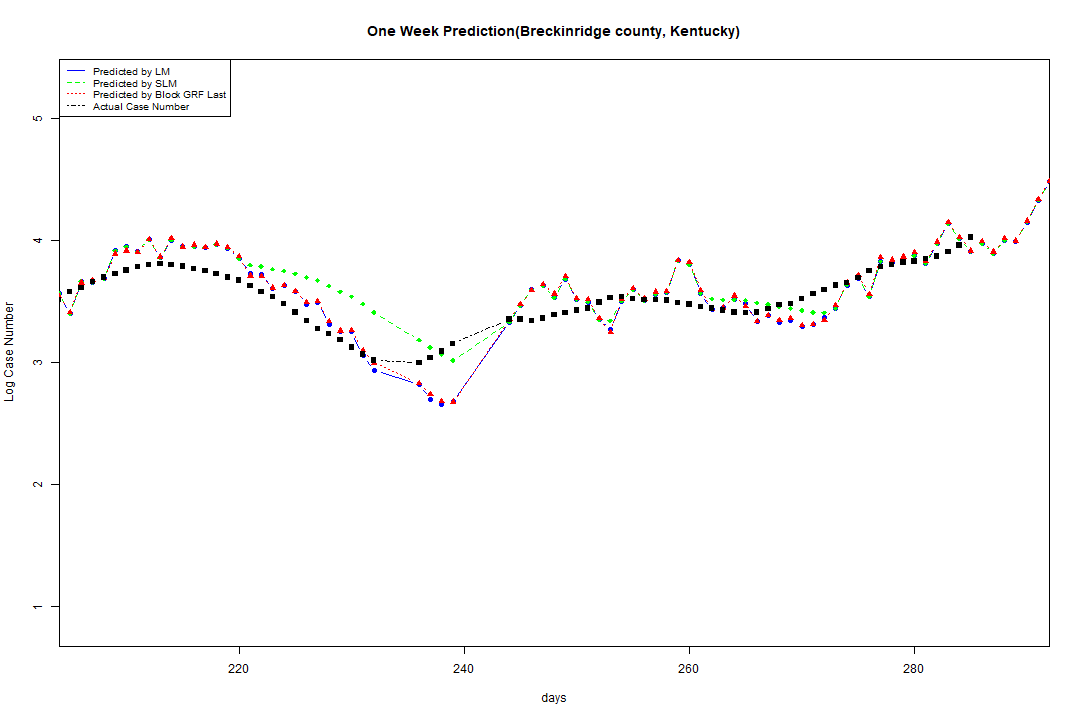 One Week Prediction(Breckinridge county, Kentucky)
Predicted by LM
Predicted by SLM
Predicted by Block GRF Last
Actual Case Number
5
4
3
2
1
Log Case Number
220 240 260 280
days